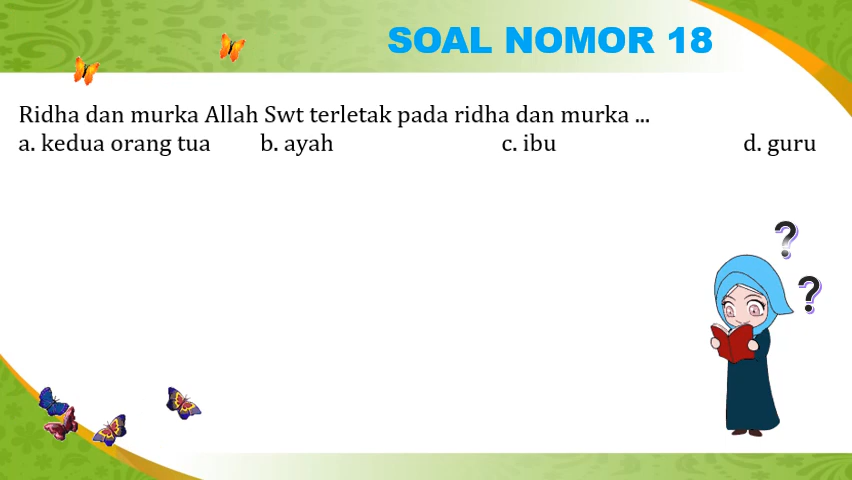 SOAL NOMOR 18
Ridha dan murka Allah Swt terletak pada ridha dan murka ...
a. kedua orang tua b. ayah c. ibu d. guru
? 
?